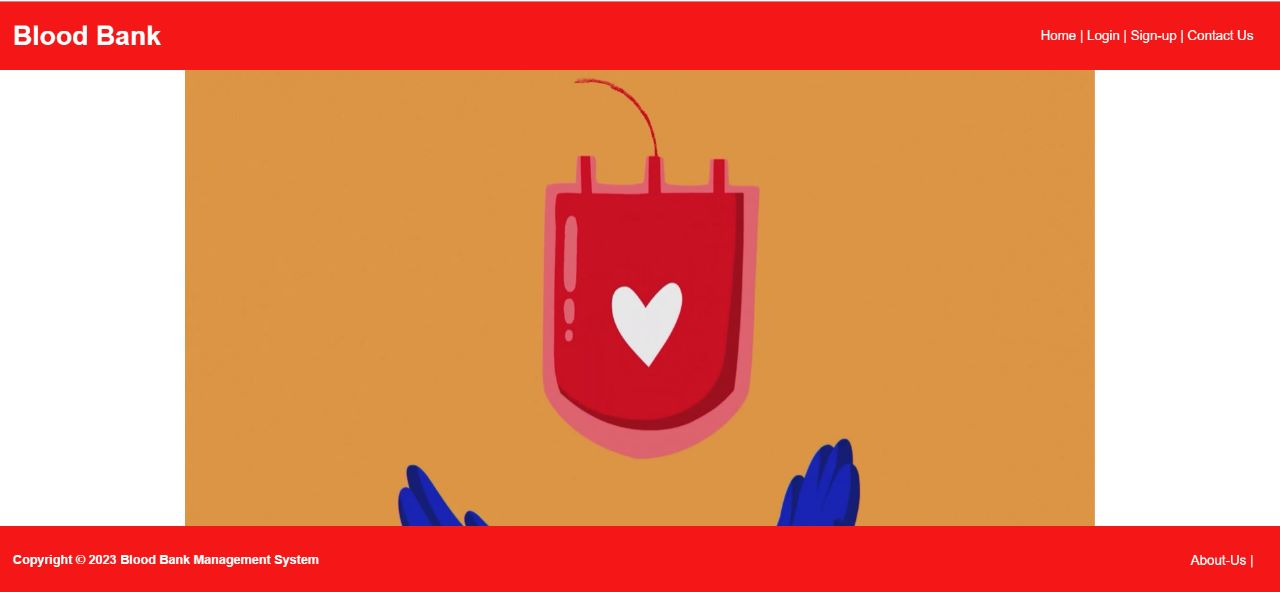 Blood Bank
Home | Login | Sign-up | Contact Us
Copyright © 2023 Blood Bank Management System
About-Us |